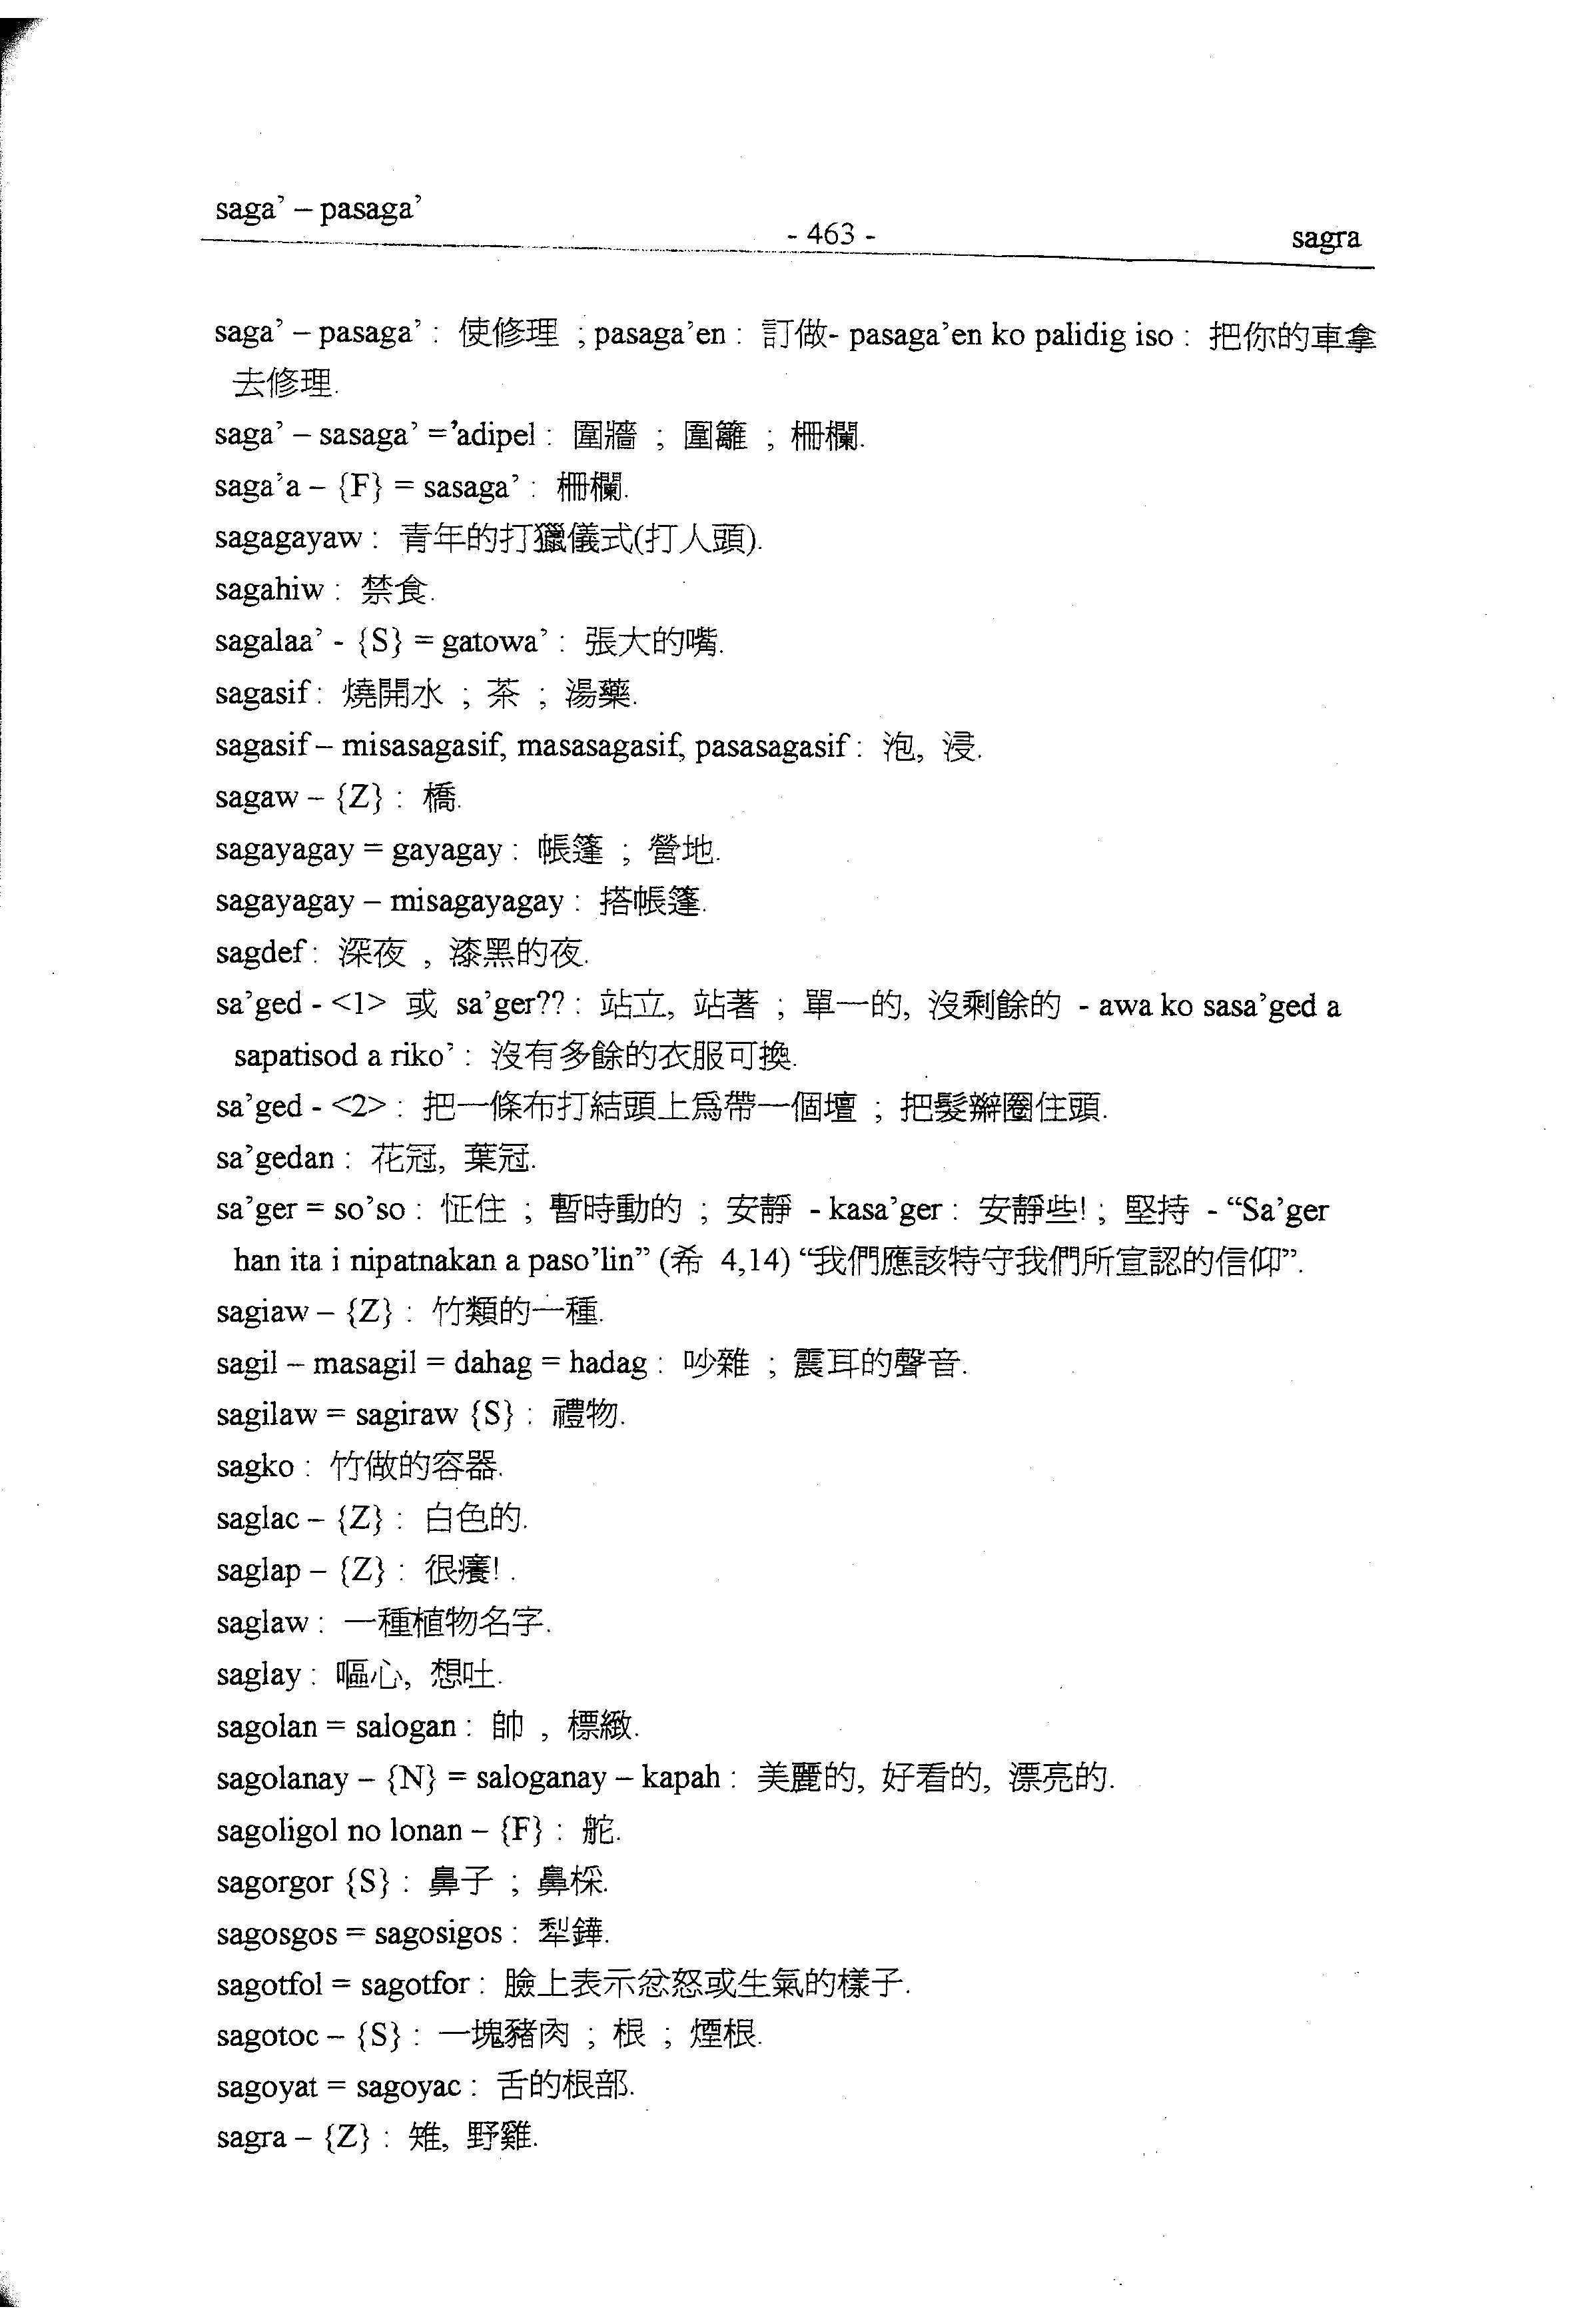 saga’ – pasaga’
- 463 -
sagra
saga’ – pasaga’ : 使修理 ; pasaga’en : 訂做- pasaga’en ko palidig iso : 把你的車拿
去修理.
saga’ – sasaga’ =’adipel : 圍牆 ; 圍籬 ; 柵欄.
saga’a – {F} = sasaga’ : 柵欄.
sagagayaw : 青年的打獵儀式(打人頭).
sagahiw : 禁食.
sagalaa’ - {S} = gatowa’ : 張大的嘴.
sagasif : 燒開水 ; 茶 ; 湯藥.
sagasif – misasagasif, masasagasif, pasasagasif : 泡, 浸.
sagaw – {Z} : 橋.
sagayagay = gayagay : 帳篷 ; 營地.
sagayagay – misagayagay : 搭帳篷.
sagdef : 深夜 , 漆黑的夜.
sa’ged - <1> 或 sa’ger?? : 站立, 站著 ; 單一的, 沒剩餘的 - awa ko sasa’ged a
sapatisod a riko’ : 沒有多餘的衣服可換.
sa’ged - <2> : 把一條布打結頭上爲帶一個壇 ; 把髮辮圈住頭.
sa’gedan : 花冠, 葉冠.
sa’ger = so’so : 怔住 ; 暫時動的 ; 安靜 - kasa’ger : 安靜些! ; 堅持 - “Sa’ger
han ita i nipatnakan a paso’lin” (希 4,14) “我們應該特守我們所宣認的信仰”.
sagiaw – {Z} : 竹類的一種.
sagil – masagil = dahag = hadag : 吵雜 ; 震耳的聲音.
sagilaw = sagiraw {S} : 禮物.
sagko : 竹做的容器.
saglac – {Z} : 白色的.
saglap – {Z} : 很癢! .
saglaw : 一種植物名字.
saglay : 嘔心, 想吐.
sagolan = salogan : 帥 , 標緻.
sagolanay – {N} = saloganay – kapah : 美麗的, 好看的, 漂亮的.
sagoligol no lonan – {F} : 舵.
sagorgor {S} : 鼻子 ; 鼻樑.
sagosgos = sagosigos : 犁鏵.
sagotfol = sagotfor : 臉上表示忿怒或生氣的樣子.
sagotoc – {S} : 一塊豬肉 ; 根 ; 煙根.
sagoyat = sagoyac : 舌的根部.
sagra – {Z} : 雉, 野雞.